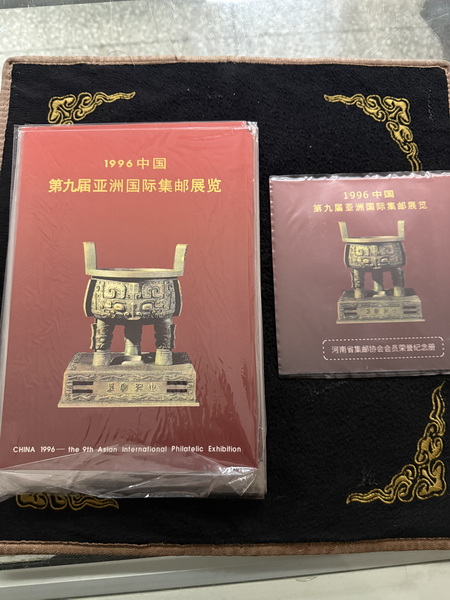 1996 中国
第九届亚洲国际集邮展览
CHINA 1996 — the 9th Asian International Philatelic Exhibition
1996 中国
第九届亚洲国际集邮展览
河南省集邮协会会员荣誉纪念册